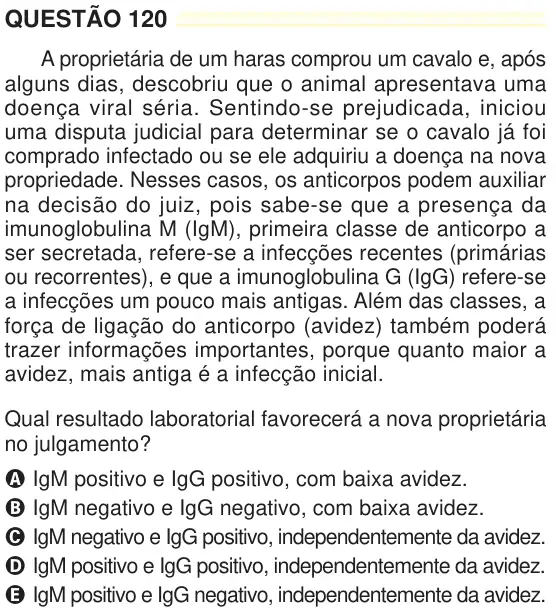 QUESTÃO 120
A proprietária de um haras comprou um cavalo e, após
alguns dias, descobriu que o animal apresentava uma
doença viral séria. Sentindo-se prejudicada, iniciou
uma disputa judicial para determinar se o cavalo já foi
comprado infectado ou se ele adquiriu a doença na nova
propriedade. Nesses casos, os anticorpos podem auxiliar
na decisão do juiz, pois sabe-se que a presença da
imunoglobulina M (IgM), primeira classe de anticorpo a
ser secretada, refere-se a infecções recentes (primárias
ou recorrentes), e que a imunoglobulina G (IgG) refere-se
a infecções um pouco mais antigas. Além das classes, a
força de ligação do anticorpo (avidez) também poderá
trazer informações importantes, porque quanto maior a
avidez, mais antiga é a infecção inicial.
Qual resultado laboratorial favorecerá a nova proprietária
no julgamento?
A IgM positivo e IgG positivo, com baixa avidez.
B IgM negativo e IgG negativo, com baixa avidez.
C IgM negativo e IgG positivo, independentemente da avidez.
D IgM positivo e IgG positivo, independentemente da avidez.
E IgM positivo e IgG negativo, independentemente da avidez.